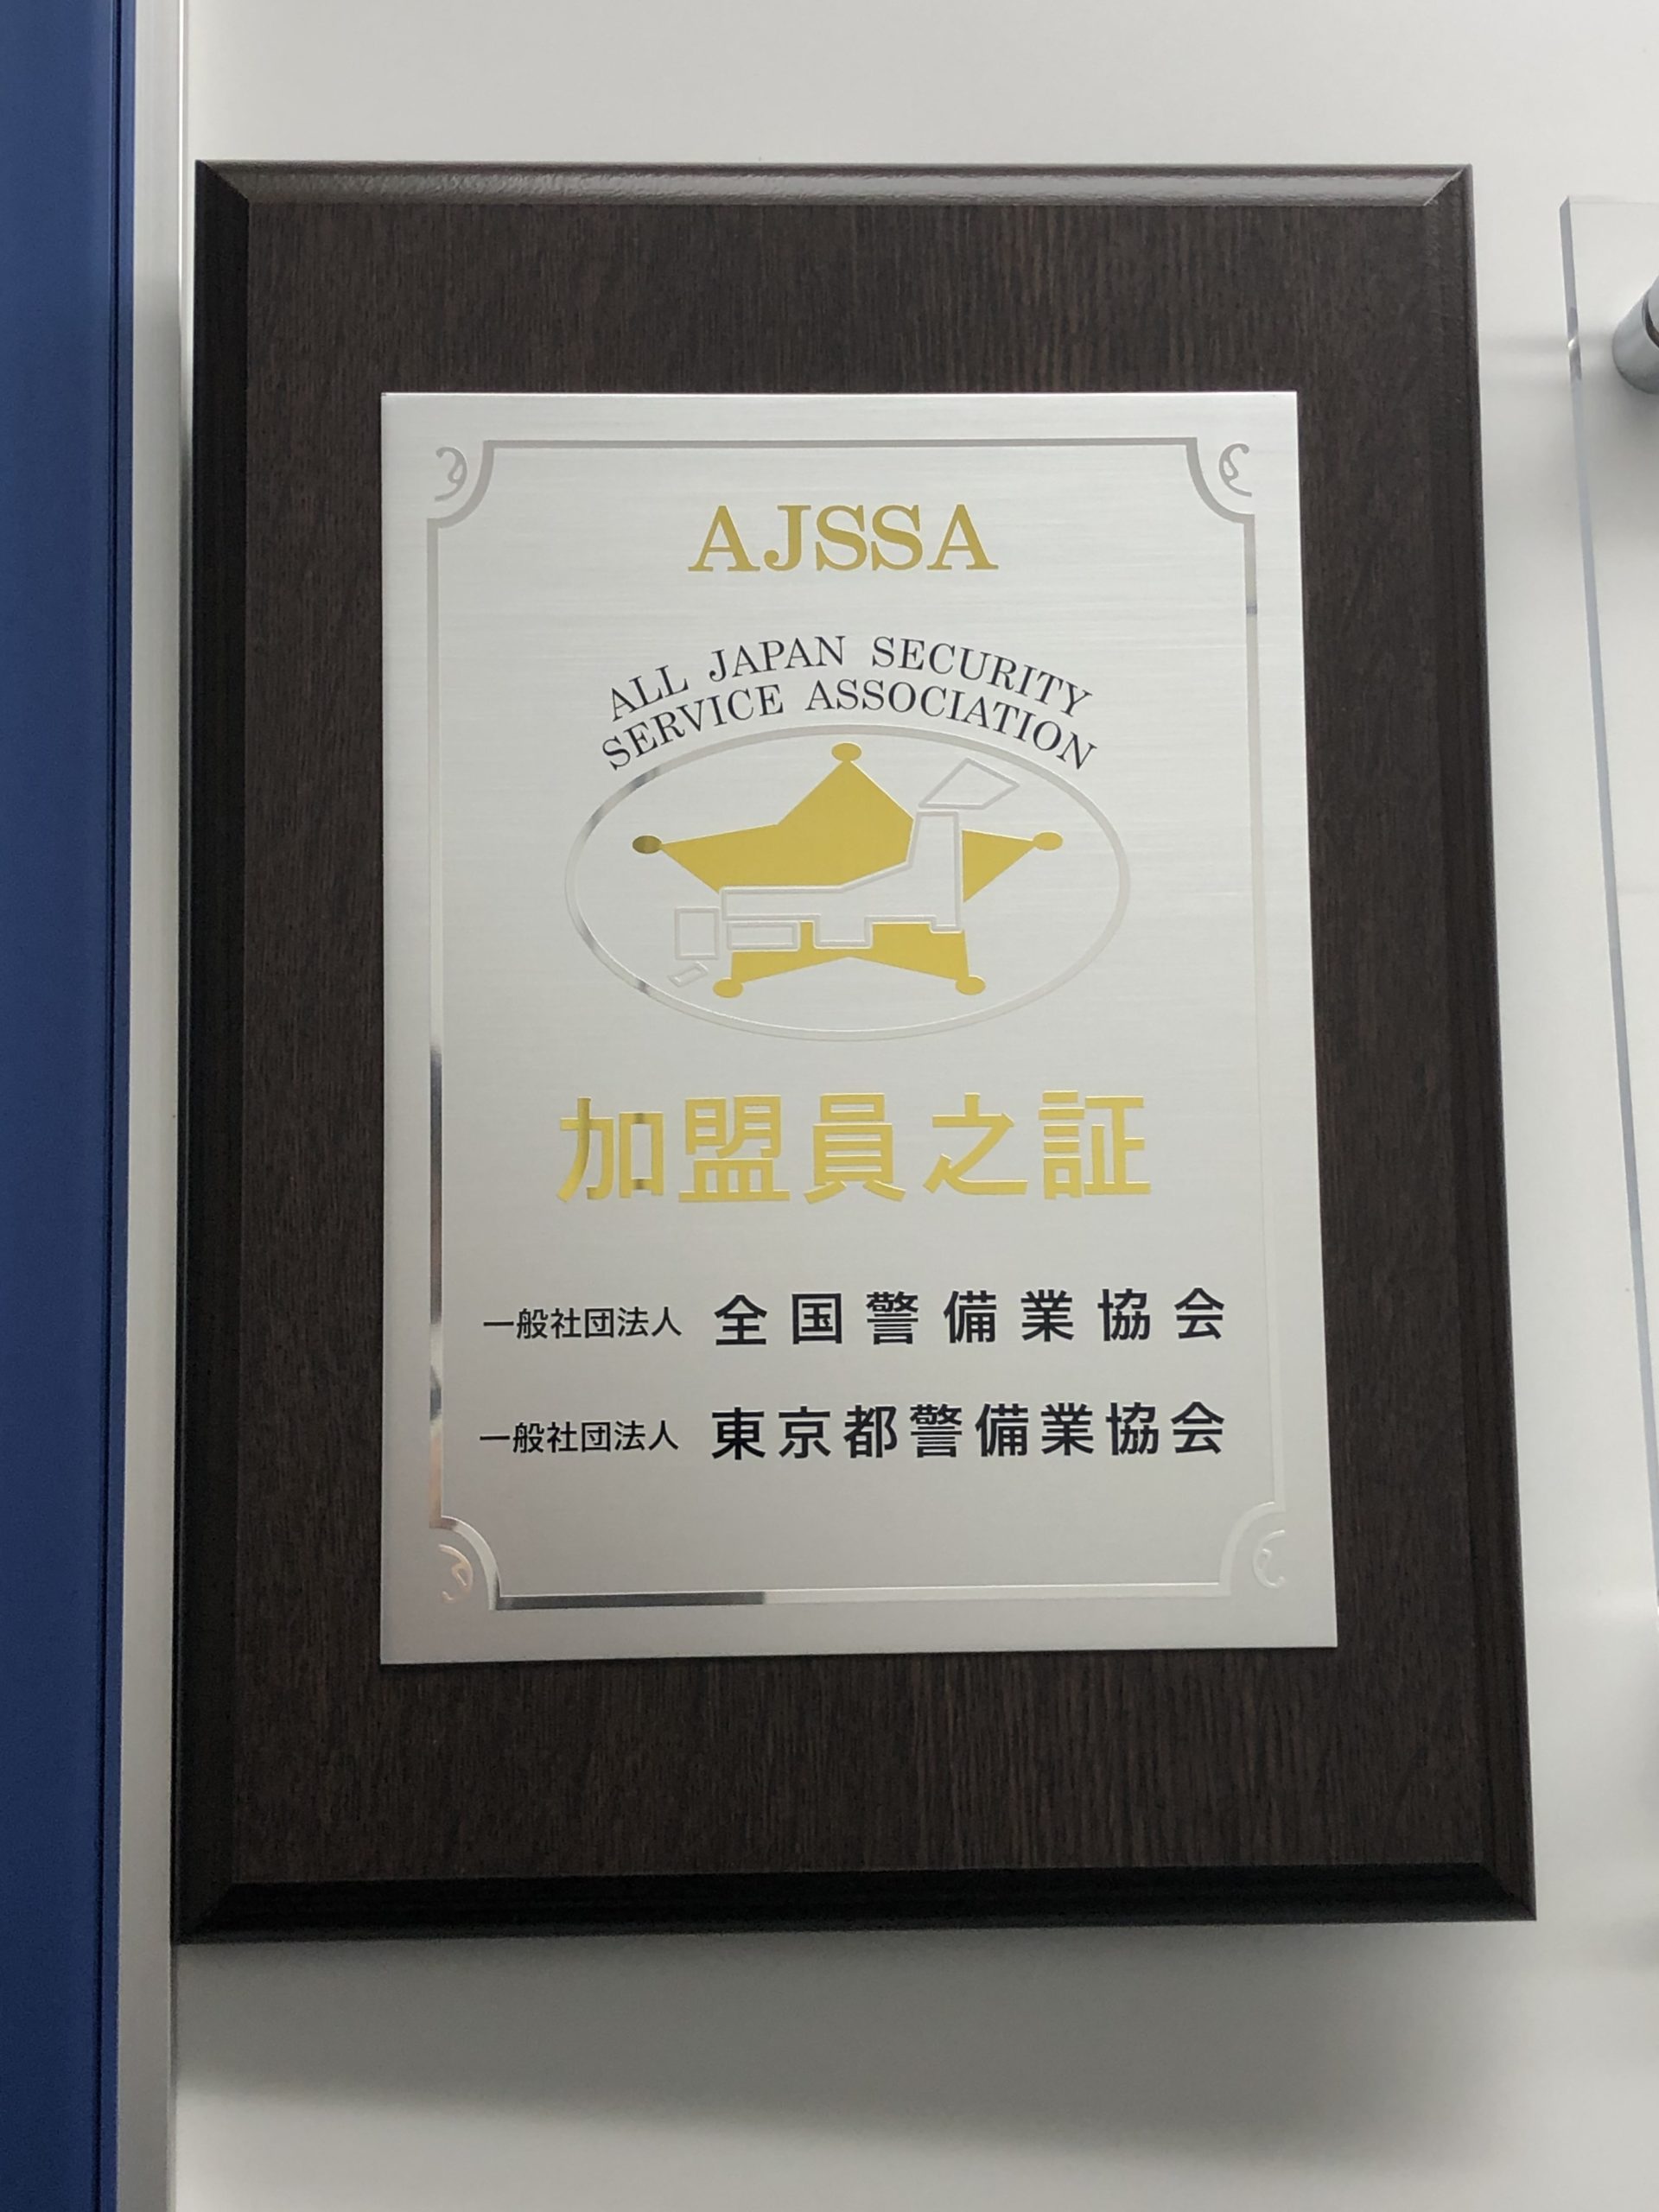 AJSSA
ALL JAPAN SECURITY
SERVICE ASSOCIATION
加盟員之証
一般社団法人 全国警備業協会
一般社団法人 東京都警備業協会